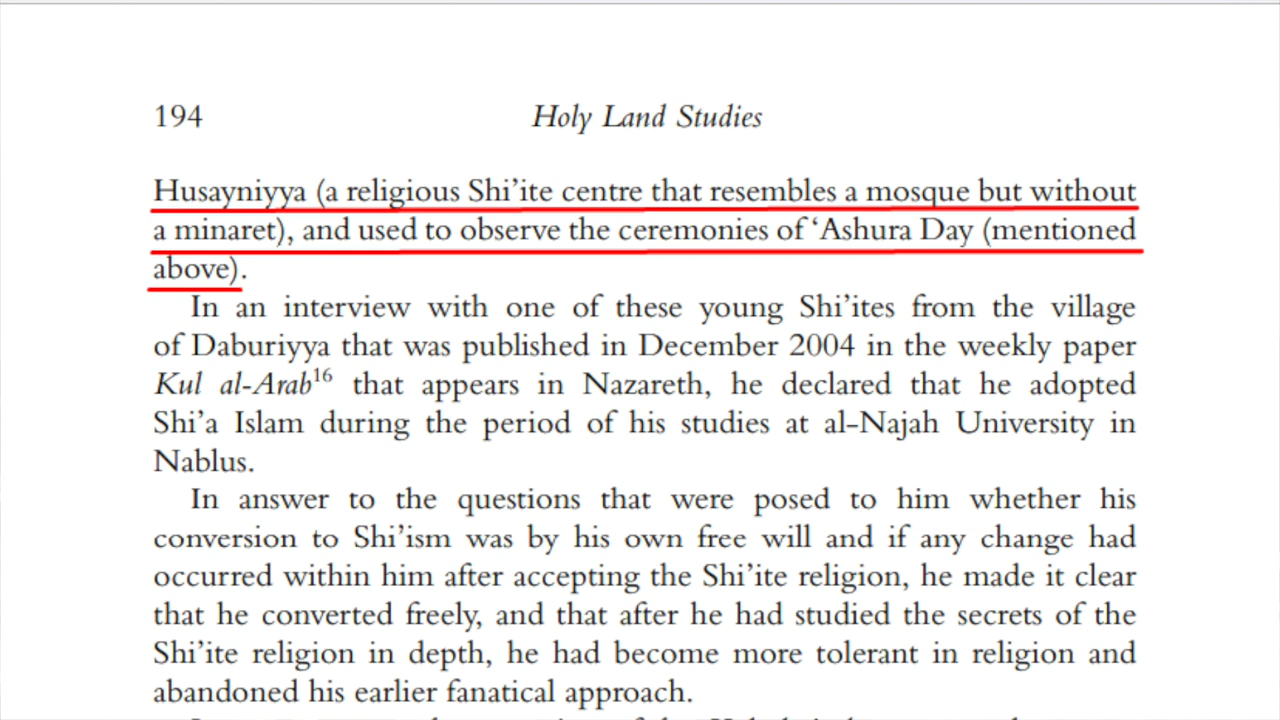 194 Holy Land Studies
Husayniyya (a religious Shi’ite centre that resembles a mosque but without
a minaret), and used to observe the ceremonies of ‘Ashura Day (mentioned
above).
In an interview with one of these young Shi’ites from the village
of Daburiyya that was published in December 2004 in the weekly paper
Kul al-Arab16 that appears in Nazareth, he declared that he adopted
Shi’a Islam during the period of his studies at al-Najah University in
Nablus.
In answer to the questions that were posed to him whether his
conversion to Shi’ism was by his own free will and if any change had
occurred within him after accepting the Shi’ite religion, he made it clear
that he converted freely, and that after he had studied the secrets of the
Shi’ite religion in depth, he had become more tolerant in religion and
abandoned his earlier fanatical approach.